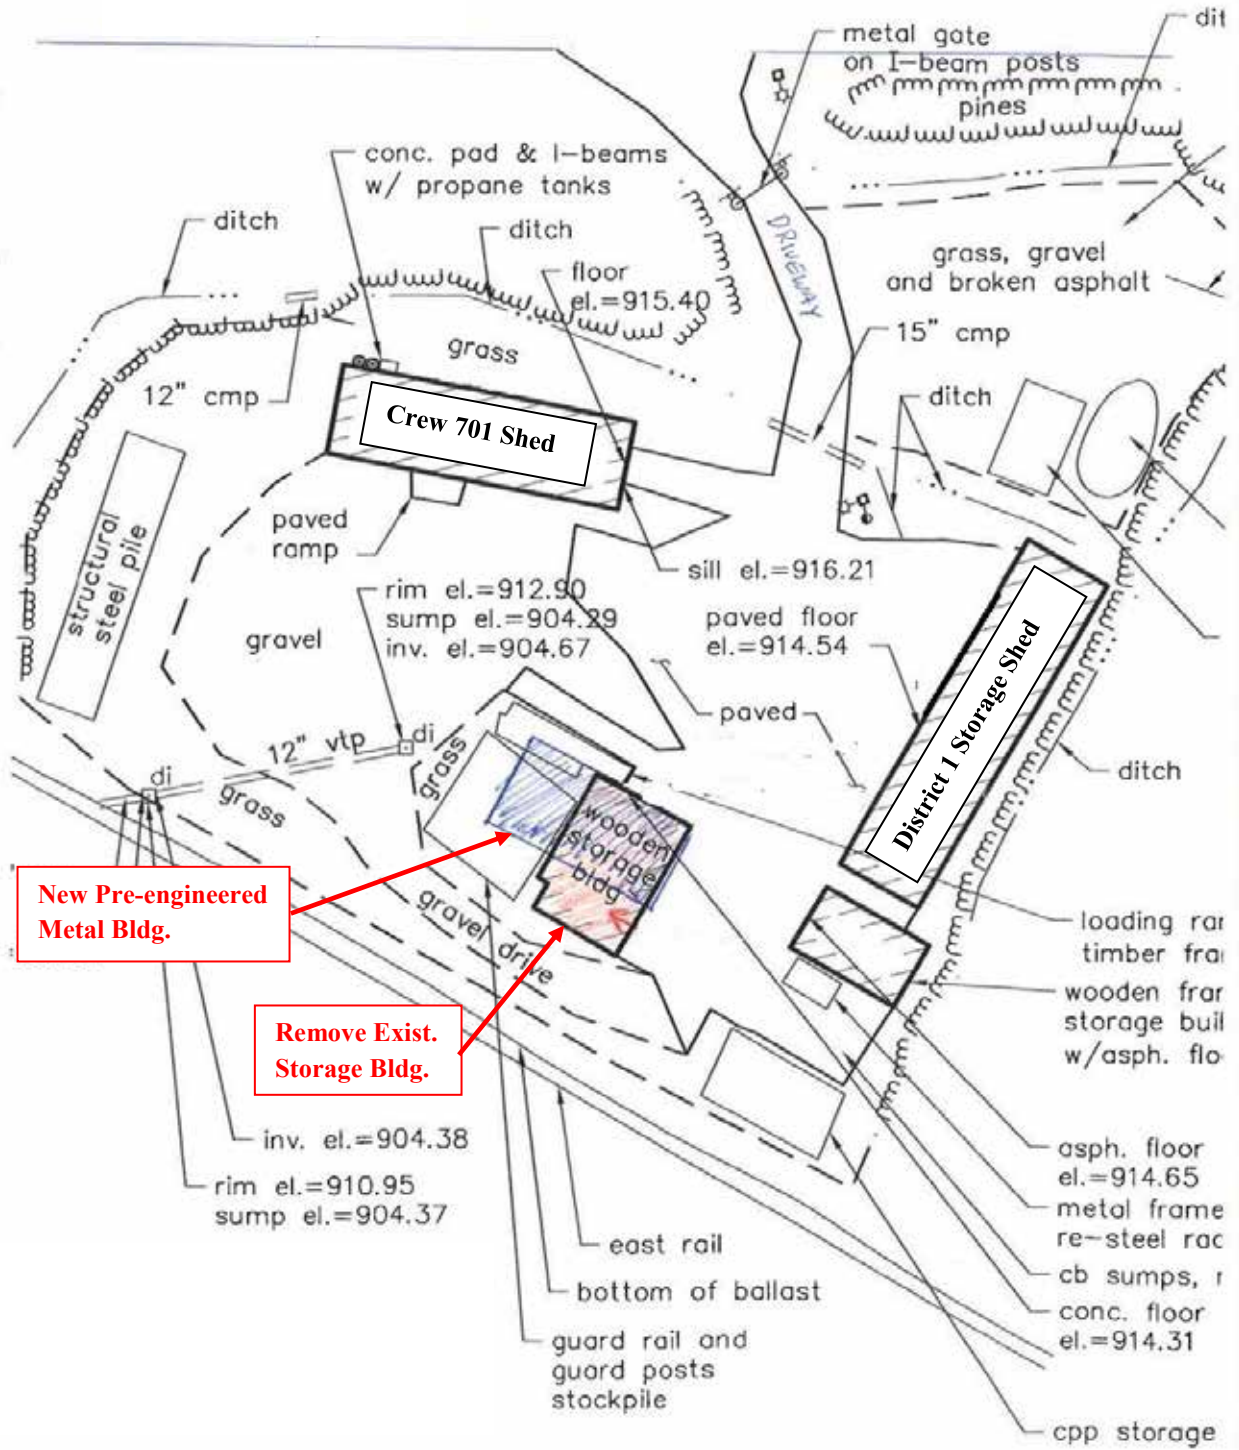 dit
metal gate
on I-beam posts
pines
conc. pad & I-beams
w/ propane tanks
ditch
ditch
DRIVEWAY
floor
el.=915.40
grass, gravel
and broken asphalt
15" cmp
grass
12" cmp
ditch
Crew 701 Shed
structural
steel pile
paved
ramp
sill el.=916.21
rim el.=912.90
sump el.=904.29
inv. el.=904.67
paved floor
el.=914.54
gravel
District 1 Storage Shed
paved
12" vtp
di
di
grass
grass
ditch
wooden
storage
bldg
New Pre-engineered
Metal Bldg.
gravel drive
loading rar
timber frai
wooden frar
storage buil
w/asph. flo
Remove Exist.
Storage Bldg.
inv. el.=904.38
asph. floor
el.=914.65
rim el.=910.95
sump el.=904.37
metal frame
re-steel rac
east rail
cb sumps, r
bottom of ballast
conc. floor
el.=914.31
guard rail and
guard posts
stockpile
cpp storage